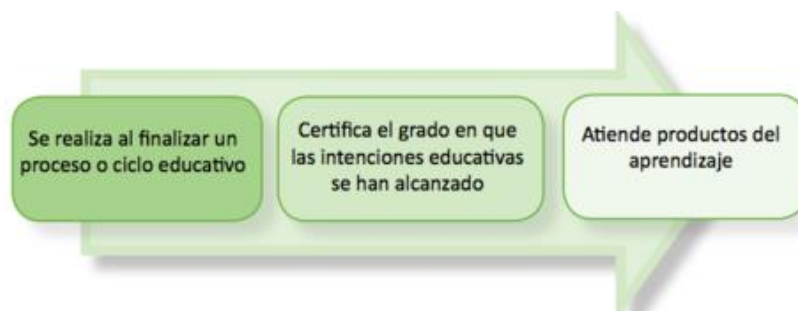 Se realiza al finalizar un
proceso o ciclo educativo
Certifica el grado en que
las intenciones educativas
se han alcanzado
Atiende productos del
aprendizaje